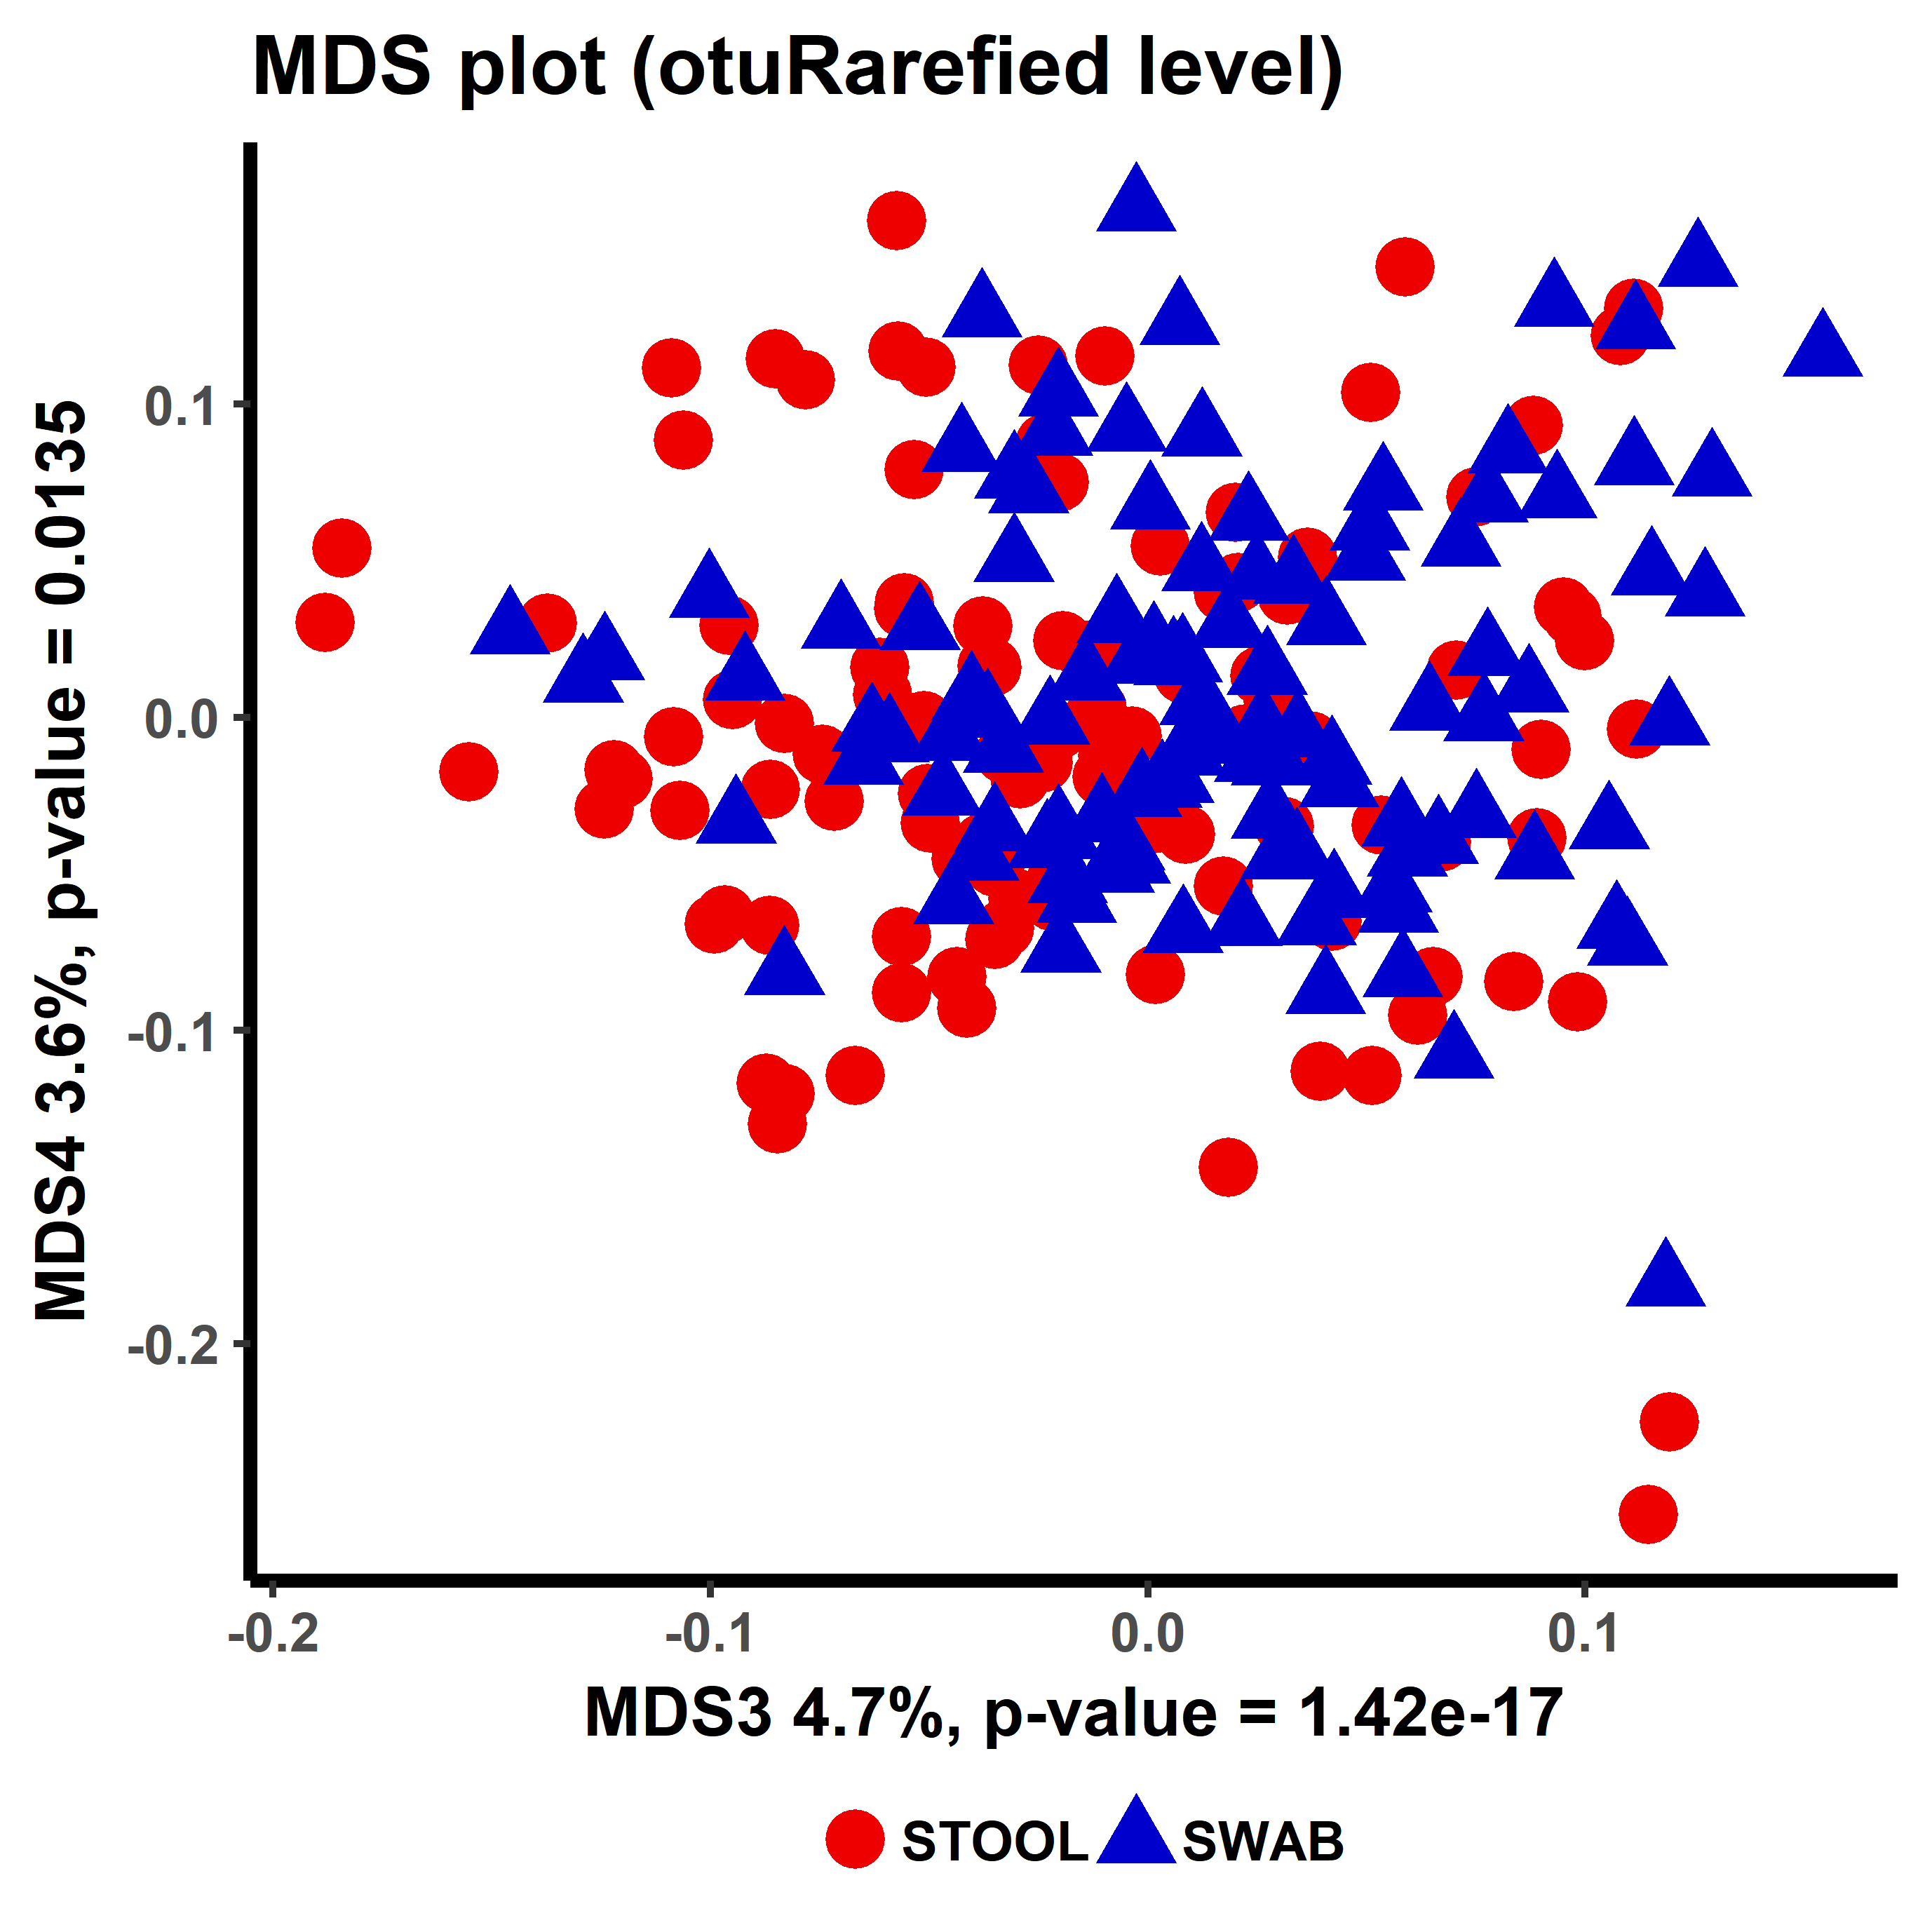 MDS plot (otuRarefied level)
MDS4 3.6%, p-value = 0.0135
0.1
0.0
-0.1
-0.2
-0.2
-0.1
0.0
0.1
MDS3 4.7%, p-value = 1.42e-17
STOOL
SWAB